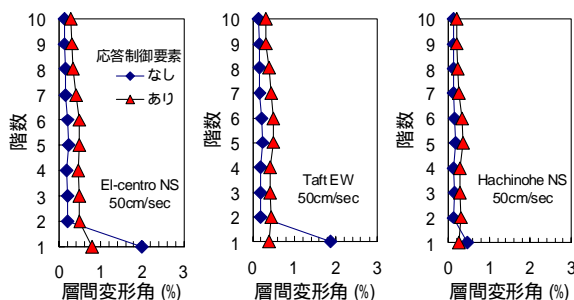 10
9
8
7
6
5
4
3
2
1
階数
応答制御要素
なし
あり
El-centro NS
50cm/sec
0 1 2 3
層間変形角 (%)
10
9
8
7
6
5
4
3
2
1
階数
Taft EW
50cm/sec
0 1 2 3
層間変形角 (%)
10
9
8
7
6
5
4
3
2
1
階数
Hachinohe NS
50cm/sec
0 1 2 3
層間変形角 (%)